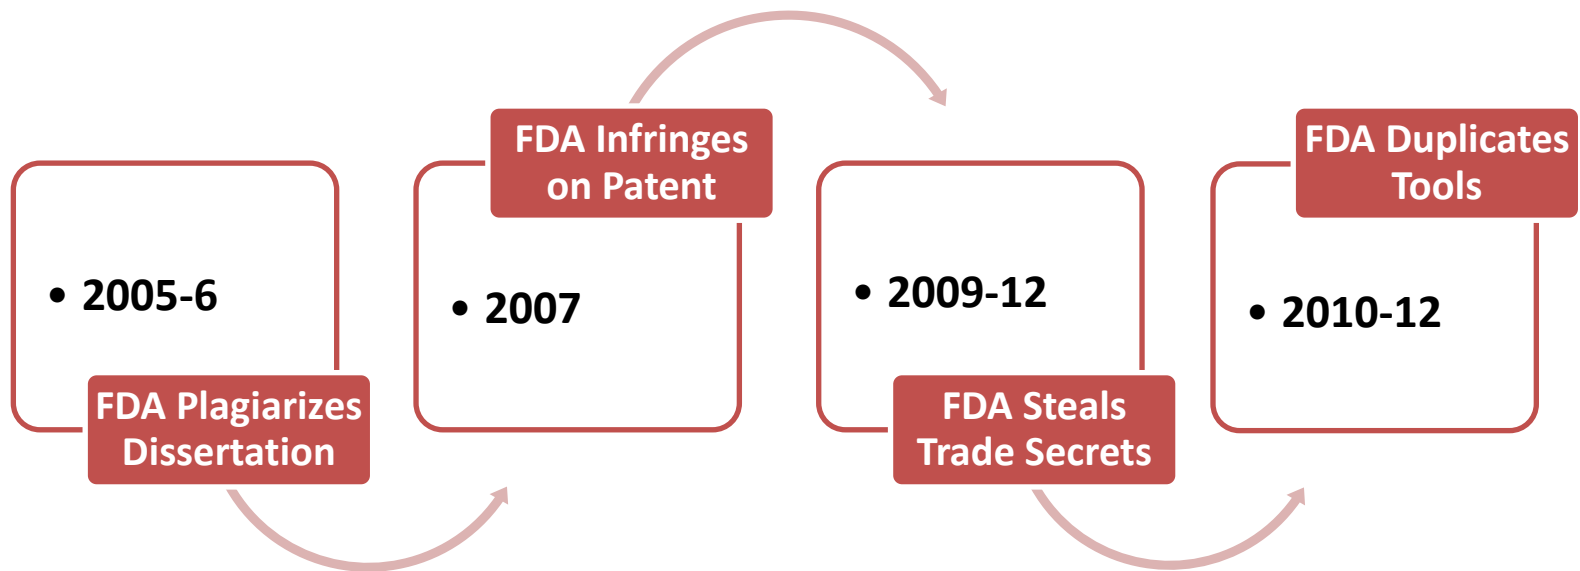 • 2005-6
FDA Plagiarizes
Dissertation
FDA Infringes
on Patent
• 2007
• 2009-12
FDA Steals
Trade Secrets
FDA Duplicates
Tools
• 2010-12